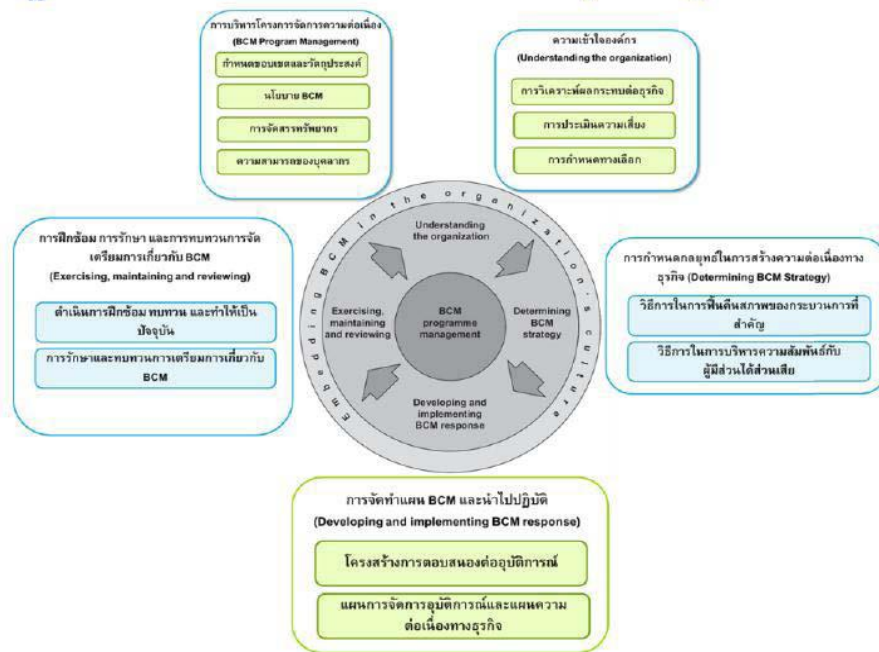 การบริหารโครงการจัดการความต่อเนื่อง
(BCM Program Management)
กำหนดขอบเขตและวัตถุประสงค์
นโยบาย BCM
การจัดสรรทรัพยากร
ความสามารถของบุคลากร
ความเข้าใจองค์กร
(Understanding the organization)
การวิเคราะห์ผลกระทบต่อธุรกิจ
การประเมินความเสี่ยง
การกำหนดทางเลือก
การฝึกซ้อม การรักษา และการทบทวนการจัด
เตรียมการเกี่ยวกับ BCM
(Exercising, maintaining and reviewing)
ดำเนินการฝึกซ้อม ทบทวน และทำให้เป็น
ปัจจุบัน
การรักษาและทบทวนการเตรียมการเกี่ยวกับ
BCM
Embedding BCM in the organization's culture
Understanding
the organization
Exercising,
maintaining
and reviewing
BCM
programme
management
Determining
BCM
strategy
Developing and
implementing
BCM response
การกำหนดกลยุทธ์ในการสร้างความต่อเนื่องทาง
ธุรกิจ (Determining BCM Strategy)
วิธีการในการฟื้นคืนสภาพของกระบวนการที่
สำคัญ
วิธีการในการบริหารความสัมพันธ์กับ
ผู้มีส่วนได้ส่วนเสีย
การจัดทำแผน BCM และนำไปปฏิบัติ
(Developing and implementing BCM response)
โครงสร้างการตอบสนองต่ออุบัติการณ์
แผนการจัดการอุบัติการณ์และแผนความ
ต่อเนื่องทางธุรกิจ